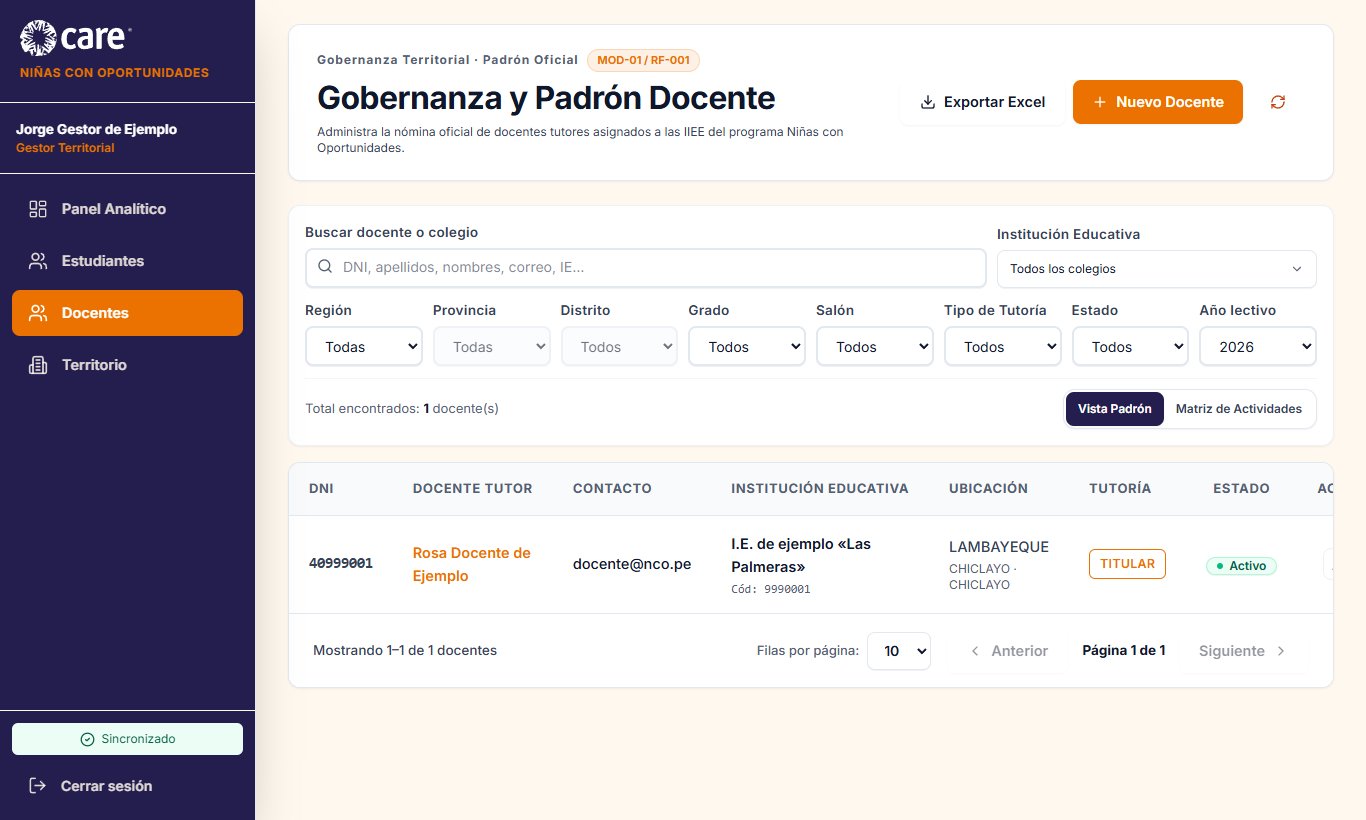 care
NIÑAS CON OPORTUNIDADES
Jorge Gestor de Ejemplo
Gestor Territorial
Panel Analítico
Estudiantes
Docentes
Territorio
Sincronizado
Cerrar sesión
Gobernanza Territorial · Padrón Oficial MOD-01 / RF-001
Gobernanza y Padrón Docente
Administra la nómina oficial de docentes tutores asignados a las IIEE del programa Niñas con
Oportunidades.
Exportar Excel
+ Nuevo Docente
Buscar docente o colegio
DNI, apellidos, nombres, correo, IE...
Institución Educativa
Todos los colegios
Región Provincia Distrito Grado Salón Tipo de Tutoría Estado Año lectivo
Todas Todas Todos Todos Todos Todos Todos 2026
Total encontrados: 1 docente(s)
Vista Padrón Matriz de Actividades
DNI DOCENTE TUTOR CONTACTO INSTITUCIÓN EDUCATIVA UBICACIÓN TUTORÍA ESTADO
40999001
Rosa Docente de
Ejemplo
docente@nco.pe
I.E. de ejemplo «Las
Palmeras»
Cód: 9990001
LAMBAYEQUE
CHICLAYO ·
CHICLAYO
TITULAR
Activo
Mostrando 1–1 de 1 docentes
Filas por página: 10
Anterior
Página 1 de 1
Siguiente